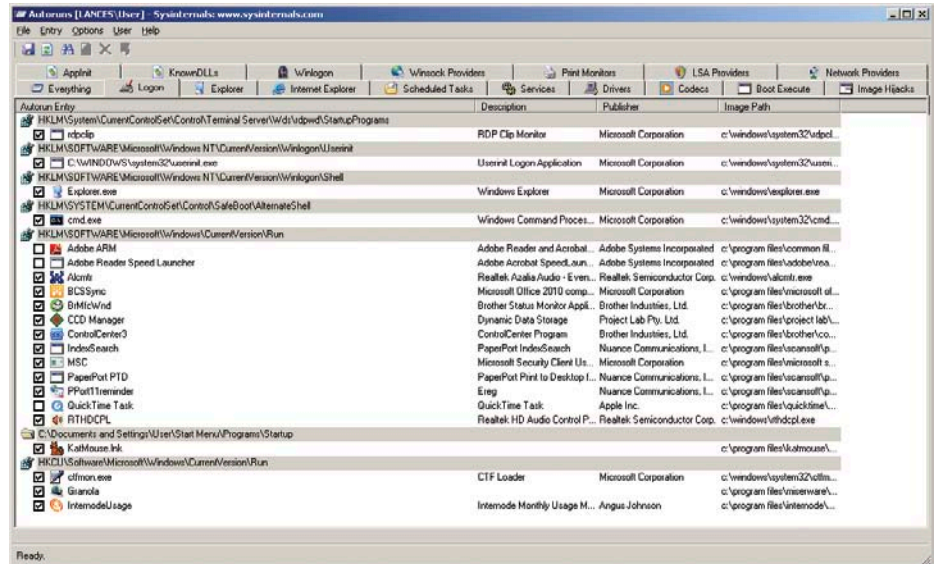 Autoruns [LANCES\User] - Sysinternals: www.sysinternals.com
File Entry Options User Help
AppInit KnownDLLs Winlogon Winsock Providers Print Monitors LSA Providers Network Providers
Everything Logon Explorer Internet Explorer Scheduled Tasks Services Drivers Codecs Boot Execute Image Hijacks
Autorun Entry Description Publisher Image Path
HKLM\System\CurrentControlSet\Control\Terminal Server\Wds\rdpwd\StartupPrograms
rdpclip RDP Clip Monitor Microsoft Corporation c:\windows\system32\rdpcl...
HKLM\SOFTWARE\Microsoft\Windows NT\CurrentVersion\Winlogon\Userinit
C:\WINDOWS\system32\userinit.exe Userinit Logon Application Microsoft Corporation c:\windows\system32\useri...
HKLM\SOFTWARE\Microsoft\Windows NT\CurrentVersion\Winlogon\Shell
Explorer.exe Windows Explorer Microsoft Corporation c:\windows\explorer.exe
HKLM\SYSTEM\CurrentControlSet\Control\SafeBoot\AlternateShell
cmd.exe Windows Command Proces... Microsoft Corporation c:\windows\system32\cmd....
HKLM\SOFTWARE\Microsoft\Windows\CurrentVersion\Run
Adobe ARM Adobe Reader and Acrobat... Adobe Systems Incorporated c:\program files\common fil...
Adobe Reader Speed Launcher Adobe Acrobat SpeedLaun... Adobe Systems Incorporated c:\program files\adobe\rea...
Alcmtr Realtek Azalia Audio - Even... Realtek Semiconductor Corp. c:\windows\alcmtr.exe
BCSSync Microsoft Office 2010 comp... Microsoft Corporation c:\program files\microsoft of...
BrMfcWnd Brother Status Monitor Appli... Brother Industries, Ltd. c:\program files\brother\br...
CCD Manager Dynamic Data Storage Project Lab Pty. Ltd. c:\program files\project lab\...
ControlCenter3 ControlCenter Program Brother Industries, Ltd. c:\program files\brother\co...
IndexSearch PaperPort IndexSearch Nuance Communications, I... c:\program files\scansoft\p...
MSC Microsoft Security Client Us... Microsoft Corporation c:\program files\microsoft s...
PaperPort PTD PaperPort Print to Desktop f... Nuance Communications, I... c:\program files\scansoft\p...
PPort11reminder Ereg Nuance Communications, I... c:\program files\scansoft\p...
QuickTime Task QuickTime Task Apple Inc. c:\program files\quicktime\...
RTHDCPL Realtek HD Audio Control P... Realtek Semiconductor Corp. c:\windows\rthdcpl.exe
C:\Documents and Settings\User\Start Menu\Programs\Startup
KatMouse.lnk c:\program files\katmouse\...
HKCU\Software\Microsoft\Windows\CurrentVersion\Run
ctfmon.exe CTF Loader Microsoft Corporation c:\windows\system32\ctfm...
Granola c:\program files\miserware\...
InternodeUsage Internode Monthly Usage M... Angus Johnson c:\program files\internode\...
Ready.